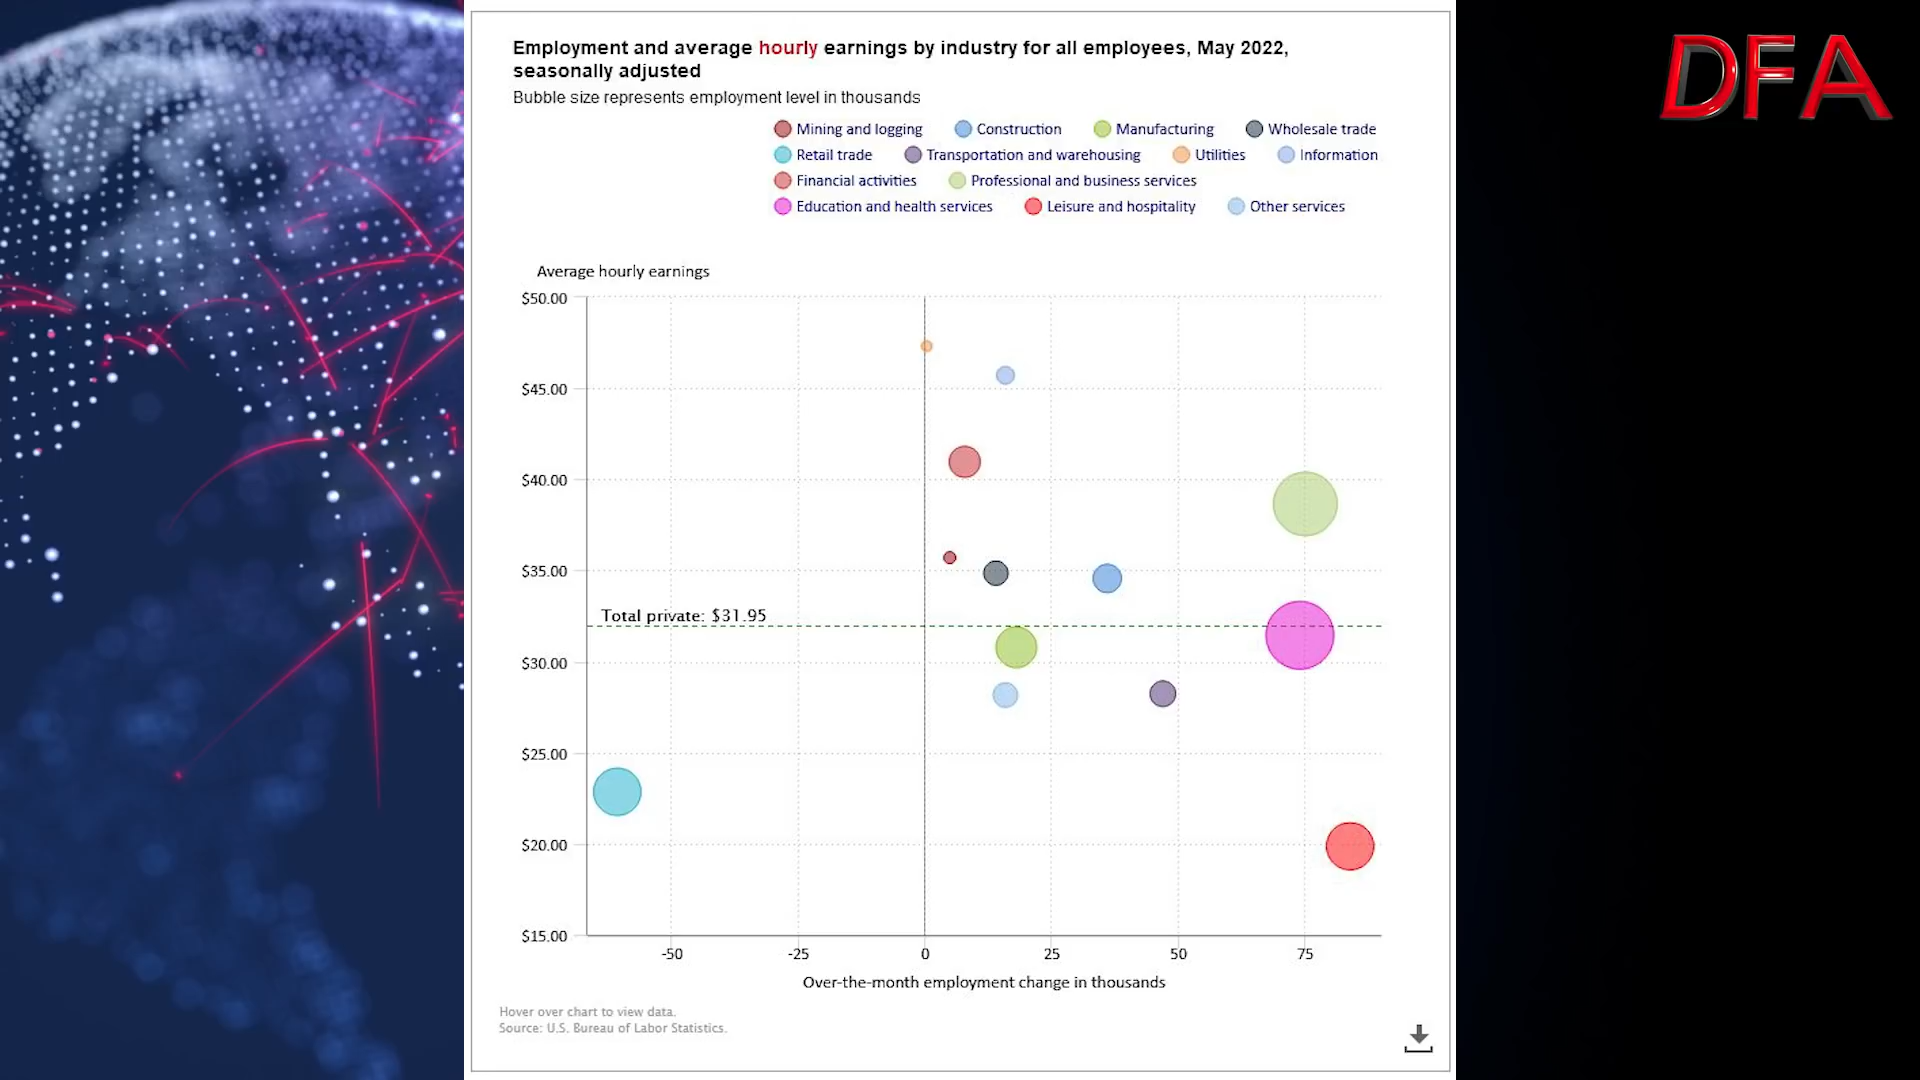 DFA
Employment and average hourly earnings by industry for all employees, May 2022,
seasonally adjusted
Bubble size represents employment level in thousands
Mining and logging Construction Manufacturing Wholesale trade
Retail trade Transportation and warehousing Utilities Information
Financial activities Professional and business services
Education and health services Leisure and hospitality Other services
Average hourly earnings
$50.00
$45.00
$40.00
$35.00
Total private: $31.95
$30.00
$25.00
$20.00
$15.00
-50 -25 0 25 50 75
Over-the-month employment change in thousands
Hover over chart to view data.
Source: U.S. Bureau of Labor Statistics.